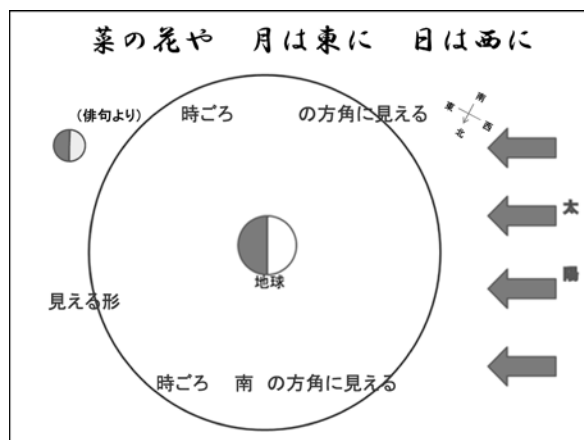 菜の花や 月は東に 日は西に
(俳句より)
時ごろ の方角に見える
南
東 西
北
太
陽
地球
見える形
時ごろ 南 の方角に見える